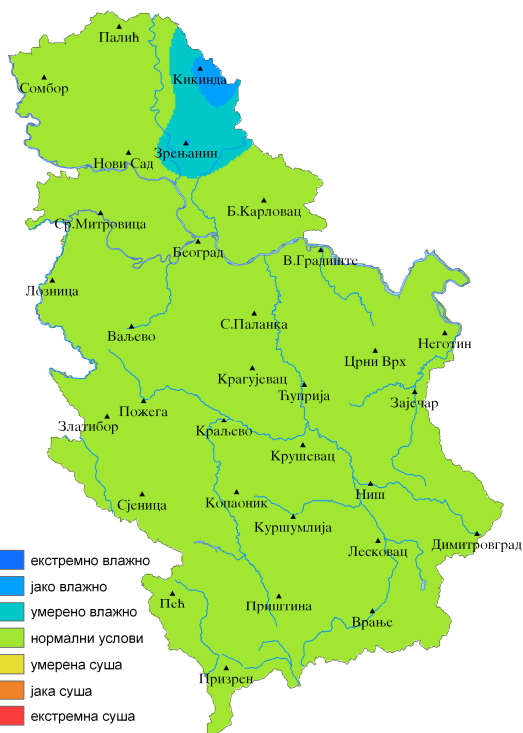 Палић
Кикинда
Сомбор
Зрењанин
Нови Сад
Б.Карловац
Ср.Митровица
Београд
В.Градиште
Лозница
С.Паланка
Ваљево
Неготин
Црни Врх
Крагујевац
Ћуприја
Зајечар
Пожега
Златибор
Краљево
Крушевац
Ниш
Сјеница
Копаоник
Куршумлија
Димитровград
Лесковац
екстремно влажно
јако влажно
умерено влажно
Пећ
Приштина
Врање
нормални услови
умерена суша
Призрен
јака суша
екстремна суша